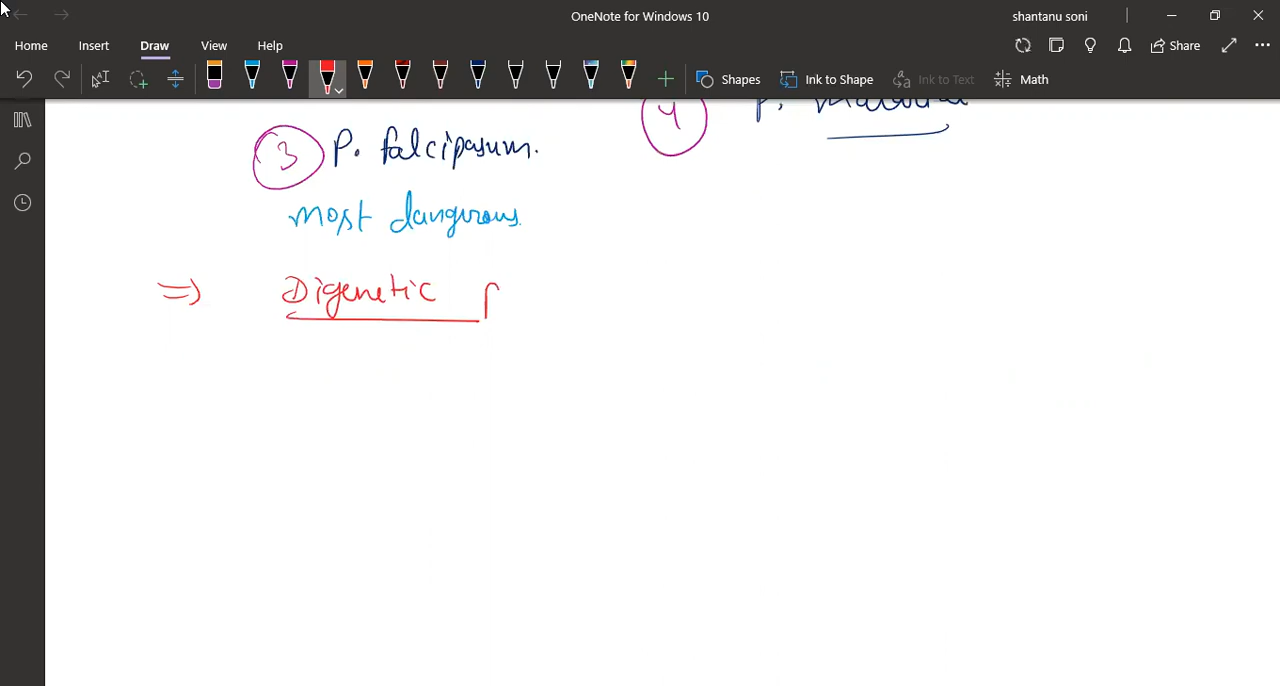 OneNote for Windows 10
shantanu soni
Home Insert Draw View Help
Share
Shapes Ink to Shape Ink to Text Math
4 P.
3 P. falciparum.
most dangerous.
=> Digenetic